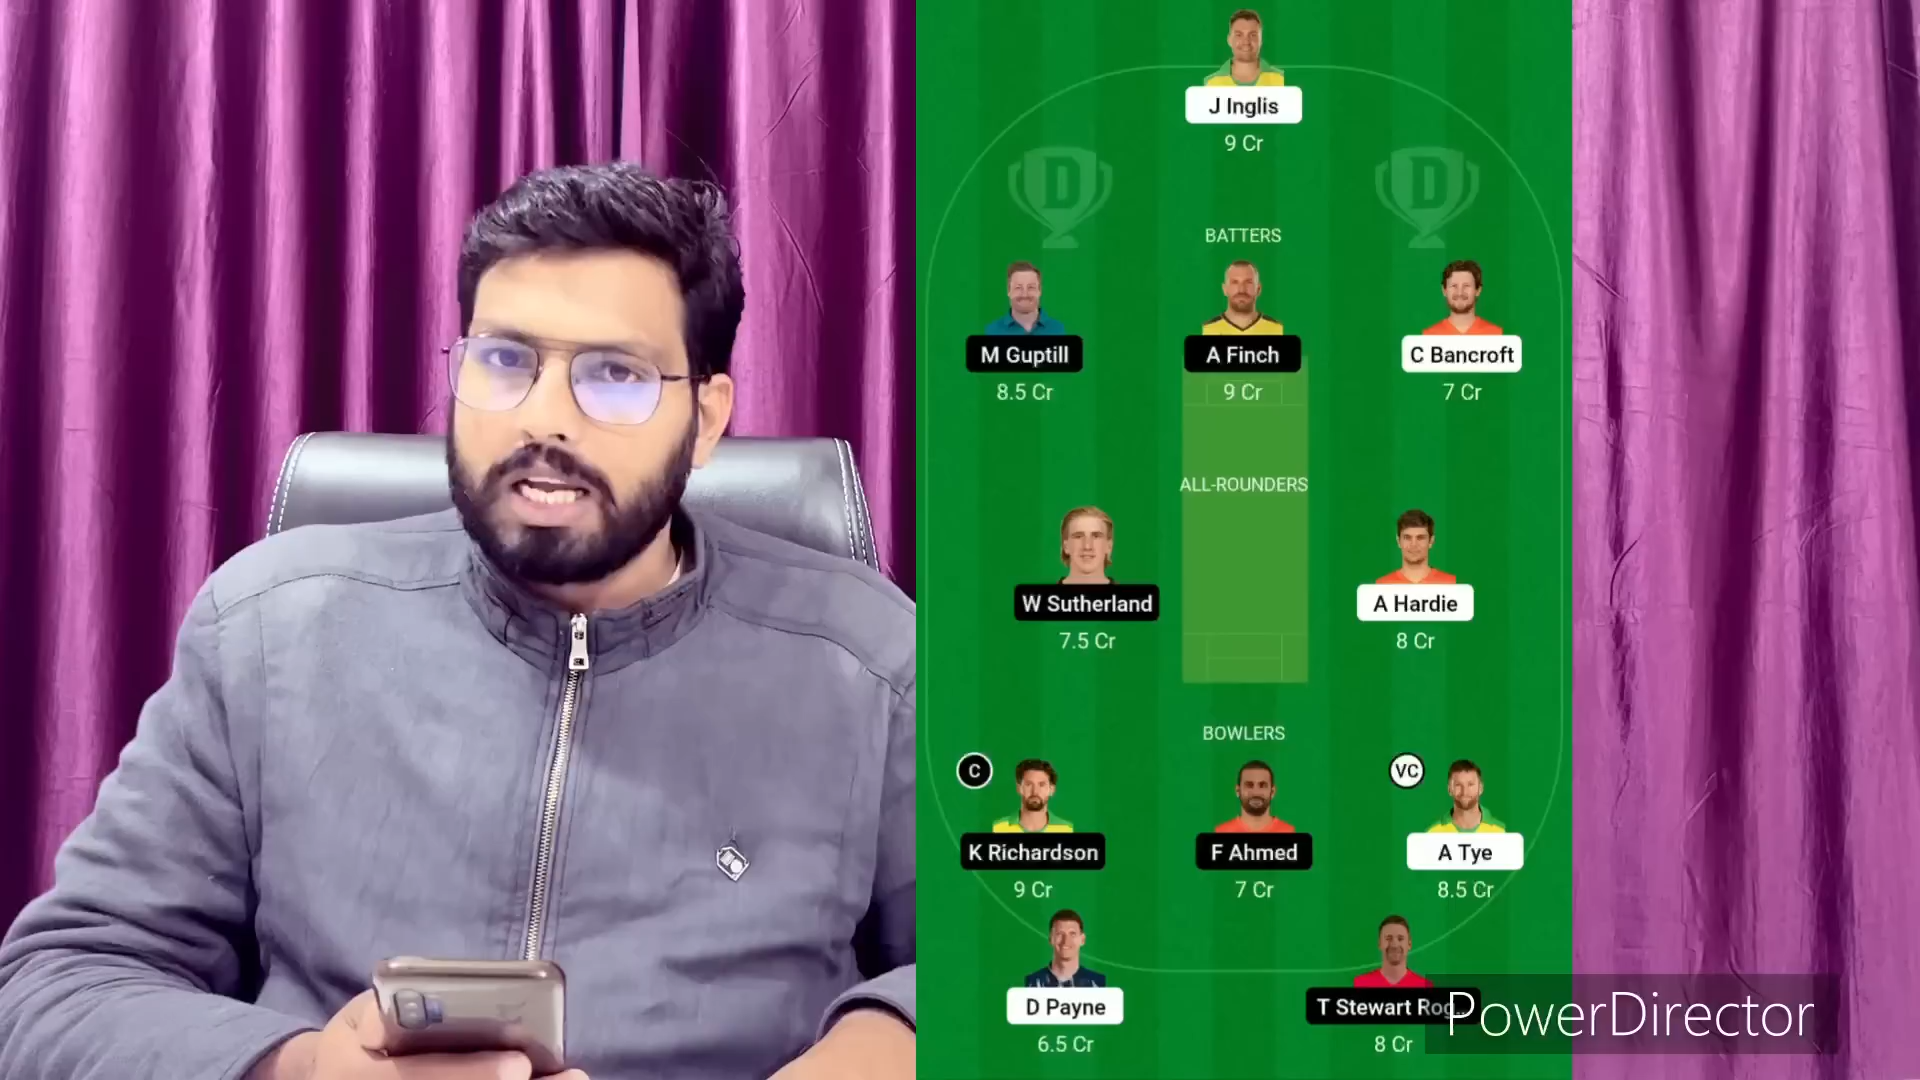 J Inglis
9 Cr
D D
BATTERS
M Guptill A Finch C Bancroft
8.5 Cr 9 Cr 7 Cr
ALL-ROUNDERS
W Sutherland A Hardie
7.5 Cr 8 Cr
BOWLERS
C VC
K Richardson F Ahmed A Tye
9 Cr 7 Cr 8.5 Cr
D Payne T Stewart Rog...
6.5 Cr 8 Cr
PowerDirector